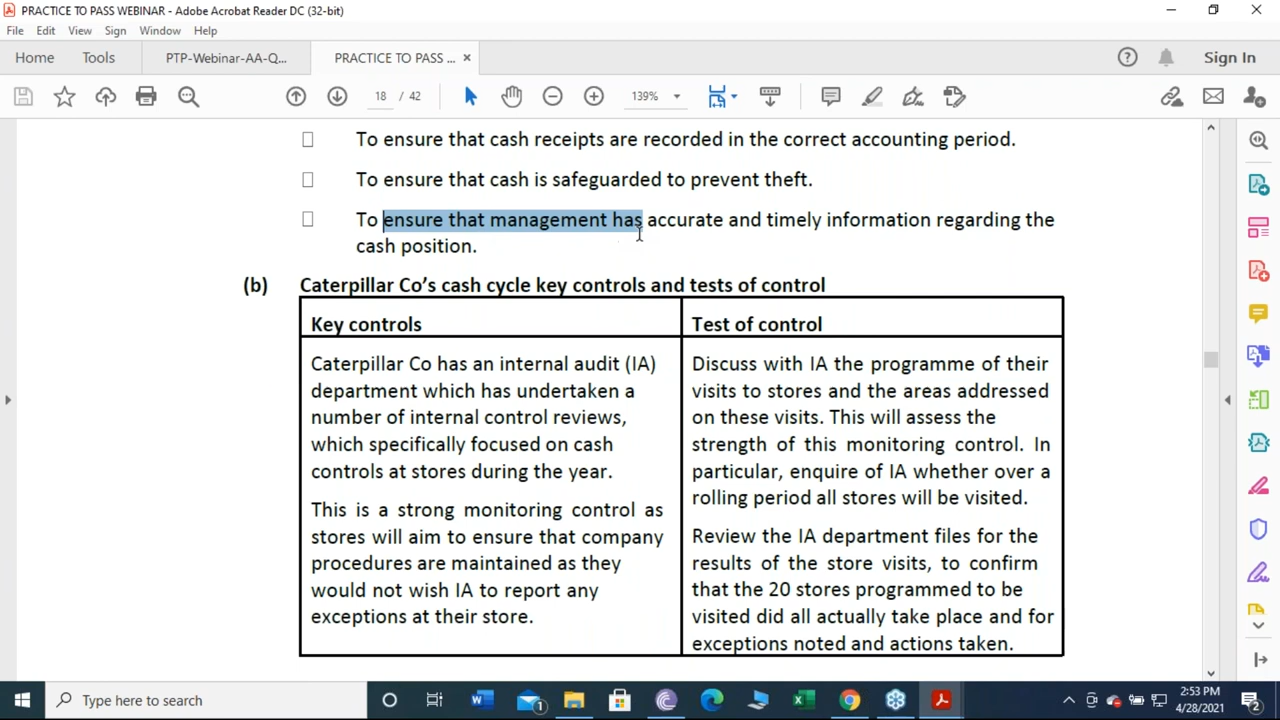 PRACTICE TO PASS WEBINAR - Adobe Acrobat Reader DC (32-bit)
File Edit View Sign Window Help
Home Tools PTP-Webinar-AA-Q... PRACTICE TO PASS ... × Sign In
18 / 42 139%
To ensure that cash receipts are recorded in the correct accounting period.
To ensure that cash is safeguarded to prevent theft.
To ensure that management has accurate and timely information regarding the
cash position.
(b) Caterpillar Co’s cash cycle key controls and tests of control
Key controls
Caterpillar Co has an internal audit (IA)
department which has undertaken a
number of internal control reviews,
which specifically focused on cash
controls at stores during the year.
This is a strong monitoring control as
stores will aim to ensure that company
procedures are maintained as they
would not wish IA to report any
exceptions at their store.
Test of control
Discuss with IA the programme of their
visits to stores and the areas addressed
on these visits. This will assess the
strength of this monitoring control. In
particular, enquire of IA whether over a
rolling period all stores will be visited.
Review the IA department files for the
results of the store visits, to confirm
that the 20 stores programmed to be
visited did all actually take place and for
exceptions noted and actions taken.
Type here to search
2:53 PM
4/28/2021